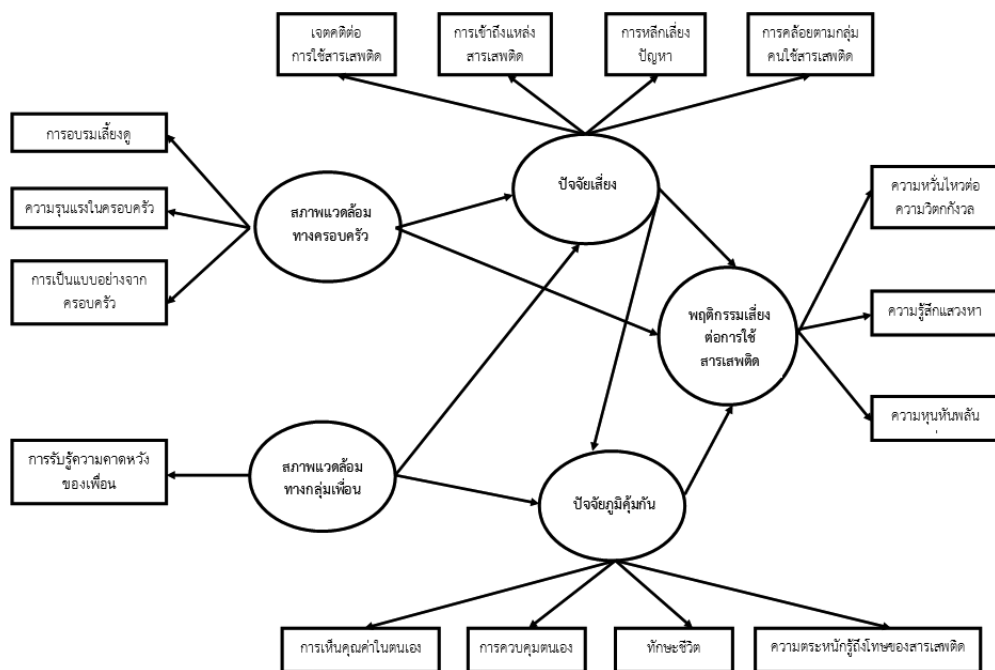 เจตคติต่อ
การใช้สารเสพติด
การเข้าถึงแหล่ง
สารเสพติด
การหลีกเลี่ยง
ปัญหา
การคล้อยตามกลุ่ม
คนใช้สารเสพติด
การอบรมเลี้ยงดู
ความรุนแรงในครอบครัว
การเป็นแบบอย่างจาก
ครอบครัว
สภาพแวดล้อม
ทางครอบครัว
ปัจจัยเสี่ยง
ความหวั่นไหวต่อ
ความวิตกกังวล
พฤติกรรมเสี่ยง
ต่อการใช้
สารเสพติด
ความรู้สึกแสวงหา
ความหุนหันพลัน
การรับรู้ความคาดหวัง
ของเพื่อน
สภาพแวดล้อม
ทางกลุ่มเพื่อน
ปัจจัยภูมิคุ้มกัน
การเห็นคุณค่าในตนเอง
การควบคุมตนเอง
ทักษะชีวิต
ความตระหนักรู้ถึงโทษของสารเสพติด